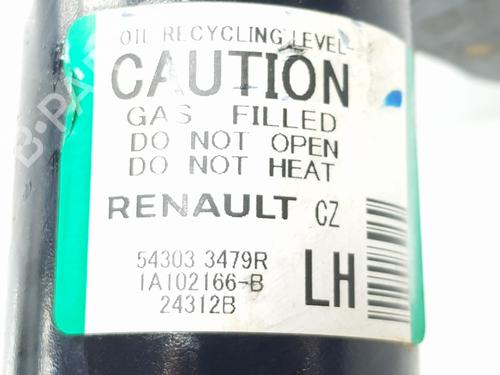 OIL RECYCLING LEVEL
CAUTION
GAS FILLED
DO NOT OPEN
DO NOT HEAT
RENAULT CZ
54303 3479R
1A102166-B
24312B
LH
B-PARTS